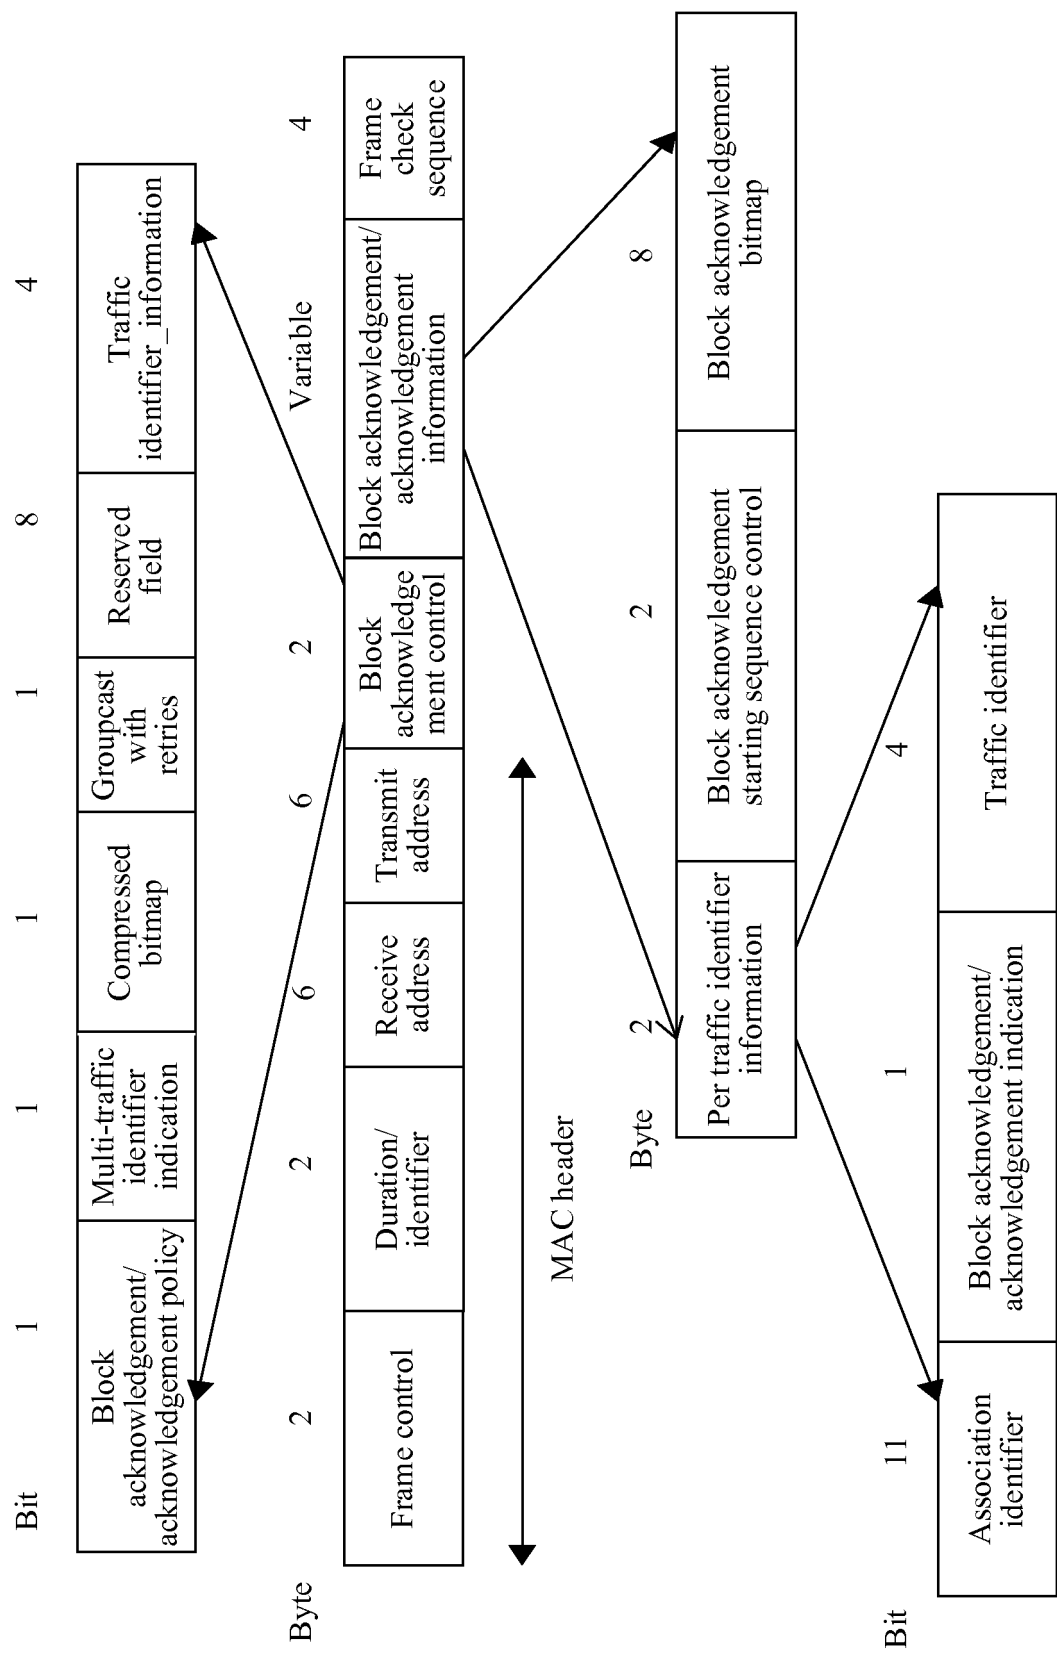 Bit
1
1
1
1
8
4
Block
acknowledgement/
acknowledgement policy
Multi-traffic
identifier
indication
Compressed
bitmap
Groupcast
with
retries
Reserved
field
Traffic
identifier_information
Byte
2
2
6
6
2
Variable
4
Frame control
Duration/
identifier
Receive
address
Transmit
address
Block
acknowledge
ment control
Block acknowledgement/
acknowledgement
information
Frame
check
sequence
MAC header
Byte
2
2
8
Per traffic identifier
information
Block acknowledgement
starting sequence control
Block acknowledgement
bitmap
Bit
11
1
4
Association
identifier
Block acknowledgement/
acknowledgement indication
Traffic identifier